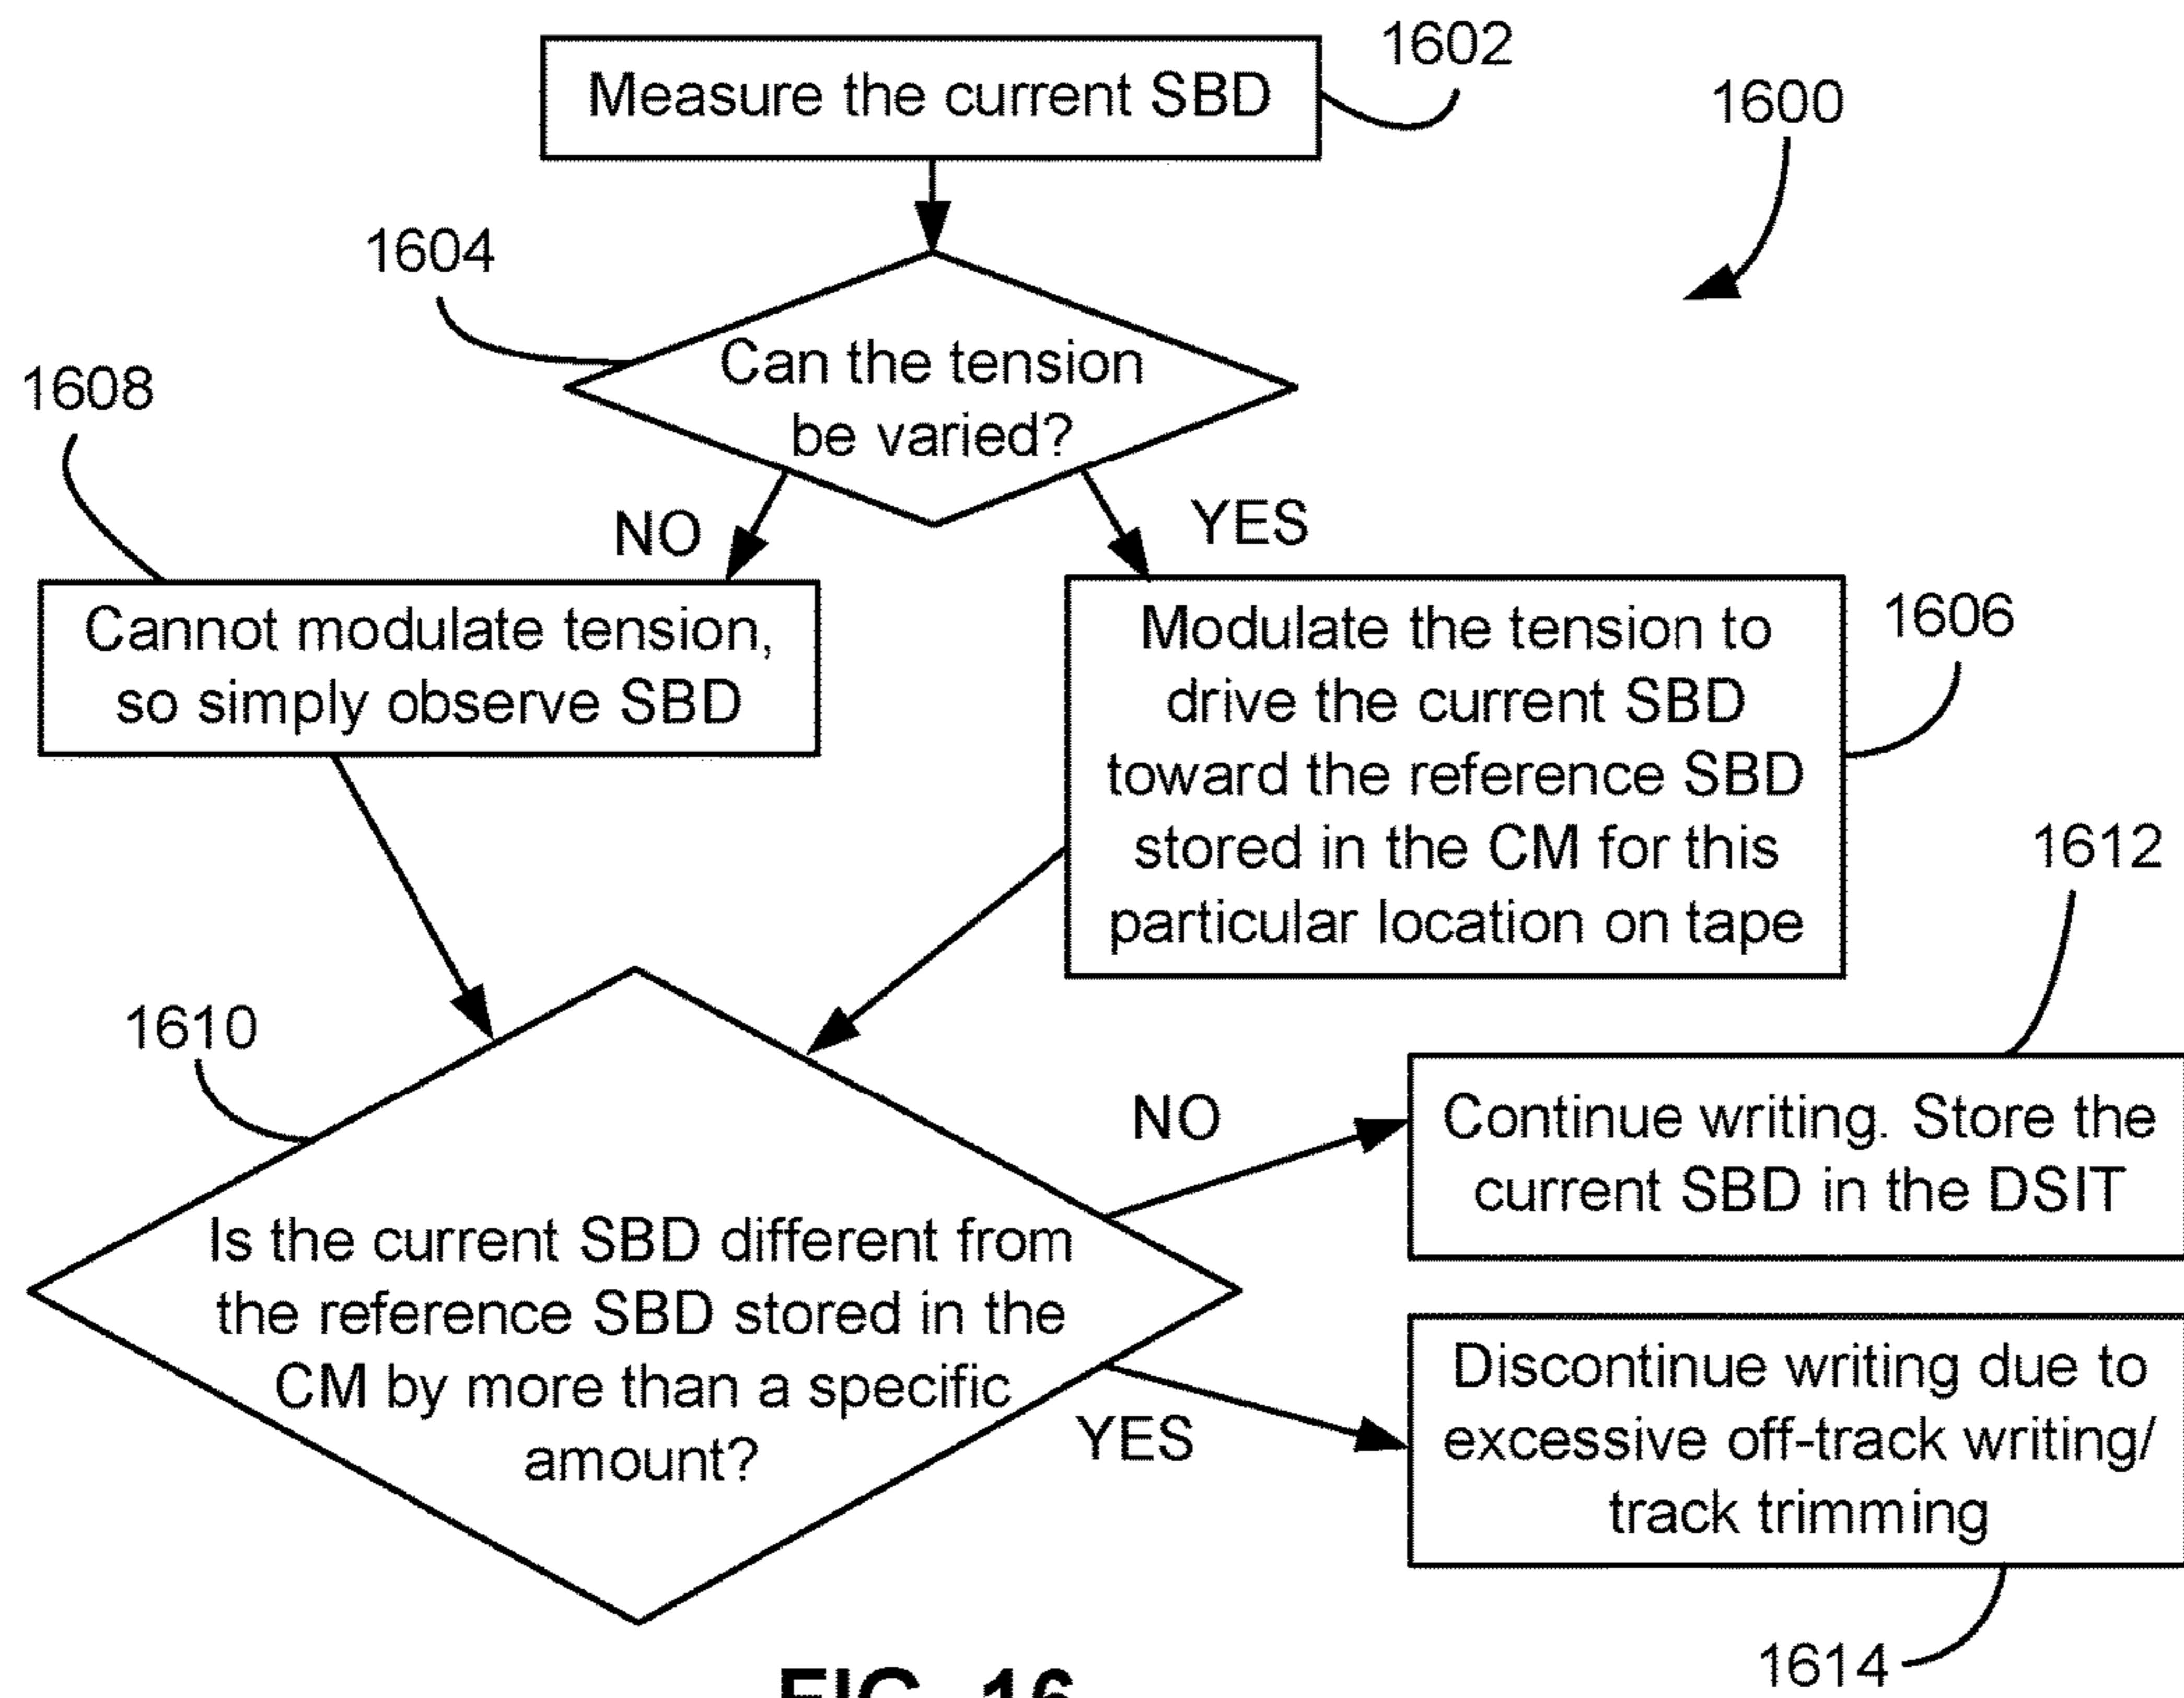 1602
Measure the current SBD
1600
1604
Can the tension
be varied?
1608
NO
YES
Cannot modulate tension,
so simply observe SBD
1606
Modulate the tension to
drive the current SBD
toward the reference SBD
stored in the CM for this
particular location on tape
1612
1610
NO
Continue writing. Store the
current SBD in the DSIT
Is the current SBD different from
the reference SBD stored in the
CM by more than a specific
amount?
YES
Discontinue writing due to
excessive off-track writing/
track trimming
1614
FIG. 16